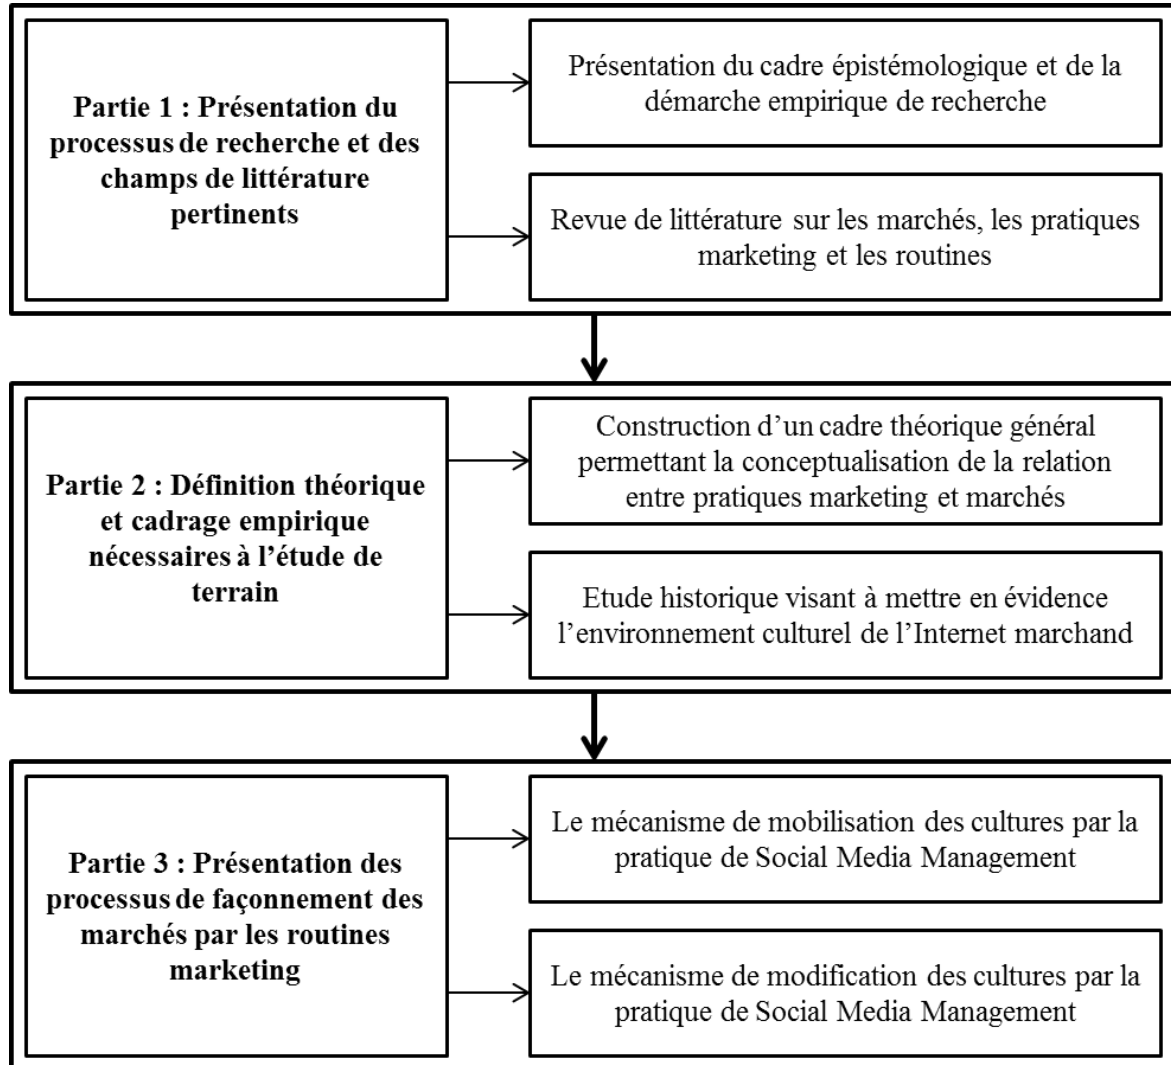 Partie 1 : Présentation du
processus de recherche et des
champs de littérature
pertinents
Présentation du cadre épistémologique et de la
démarche empirique de recherche
Revue de littérature sur les marchés, les pratiques
marketing et les routines
Partie 2 : Définition théorique
et cadrage empirique
nécessaires à l’étude de
terrain
Construction d’un cadre théorique général
permettant la conceptualisation de la relation
entre pratiques marketing et marchés
Etude historique visant à mettre en évidence
l’environnement culturel de l’Internet marchand
Partie 3 : Présentation des
processus de façonnement des
marchés par les routines
marketing
Le mécanisme de mobilisation des cultures par la
pratique de Social Media Management
Le mécanisme de modification des cultures par la
pratique de Social Media Management